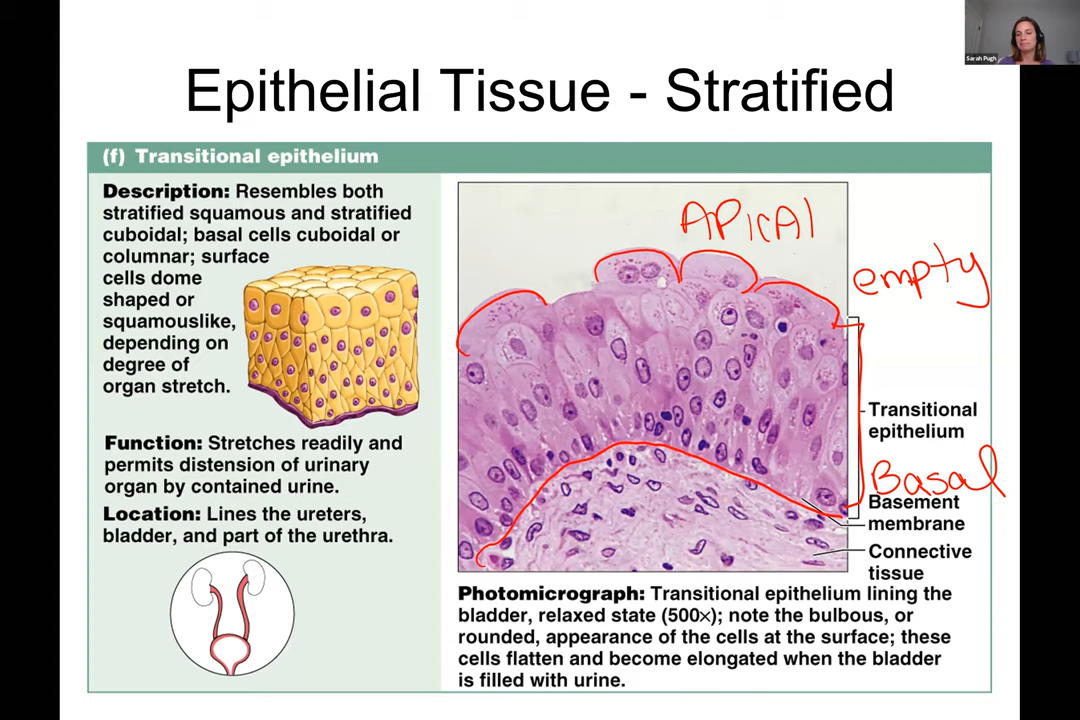 Sarah Pugh
Epithelial Tissue - Stratified
(f) Transitional epithelium
Description: Resembles both
stratified squamous and stratified
cuboidal; basal cells cuboidal or
columnar; surface
cells dome
shaped or
squamouslike,
depending on
degree of
organ stretch.
Function: Stretches readily and
permits distension of urinary
organ by contained urine.
Location: Lines the ureters,
bladder, and part of the urethra.
APICAl
empty
Transitional
epithelium
Basal
Basement
membrane
Connective
tissue
Photomicrograph: Transitional epithelium lining the
bladder, relaxed state (500×); note the bulbous, or
rounded, appearance of the cells at the surface; these
cells flatten and become elongated when the bladder
is filled with urine.